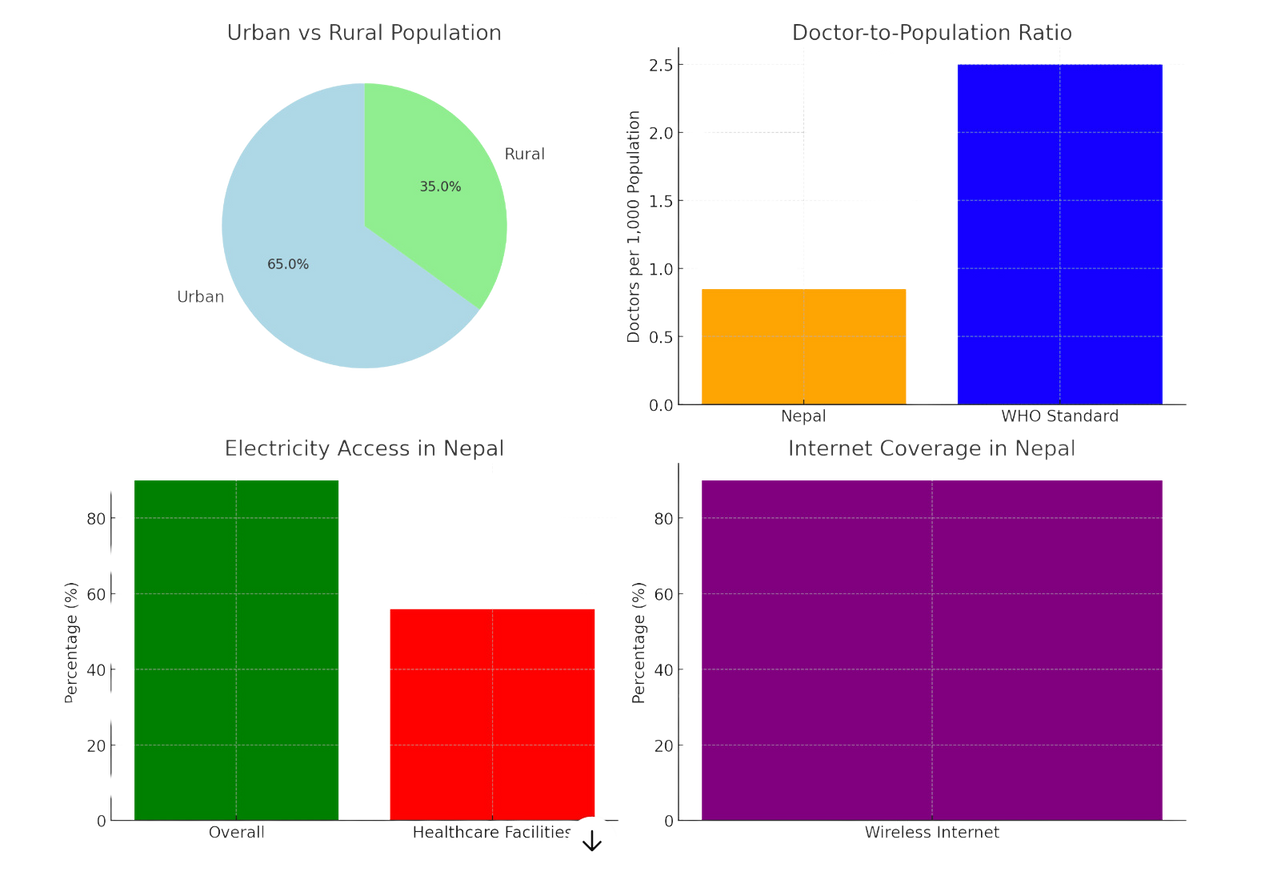 Urban vs Rural Population
Rural
35.0%
65.0%
Urban
Doctor-to-Population Ratio
Doctors per 1,000 Population
2.5
2.0
1.5
1.0
0.5
0.0
Nepal
WHO Standard
Electricity Access in Nepal
Percentage (%)
80
60
40
20
0
Overall
Healthcare Facilities
Internet Coverage in Nepal
Percentage (%)
80
60
40
20
0
Wireless Internet